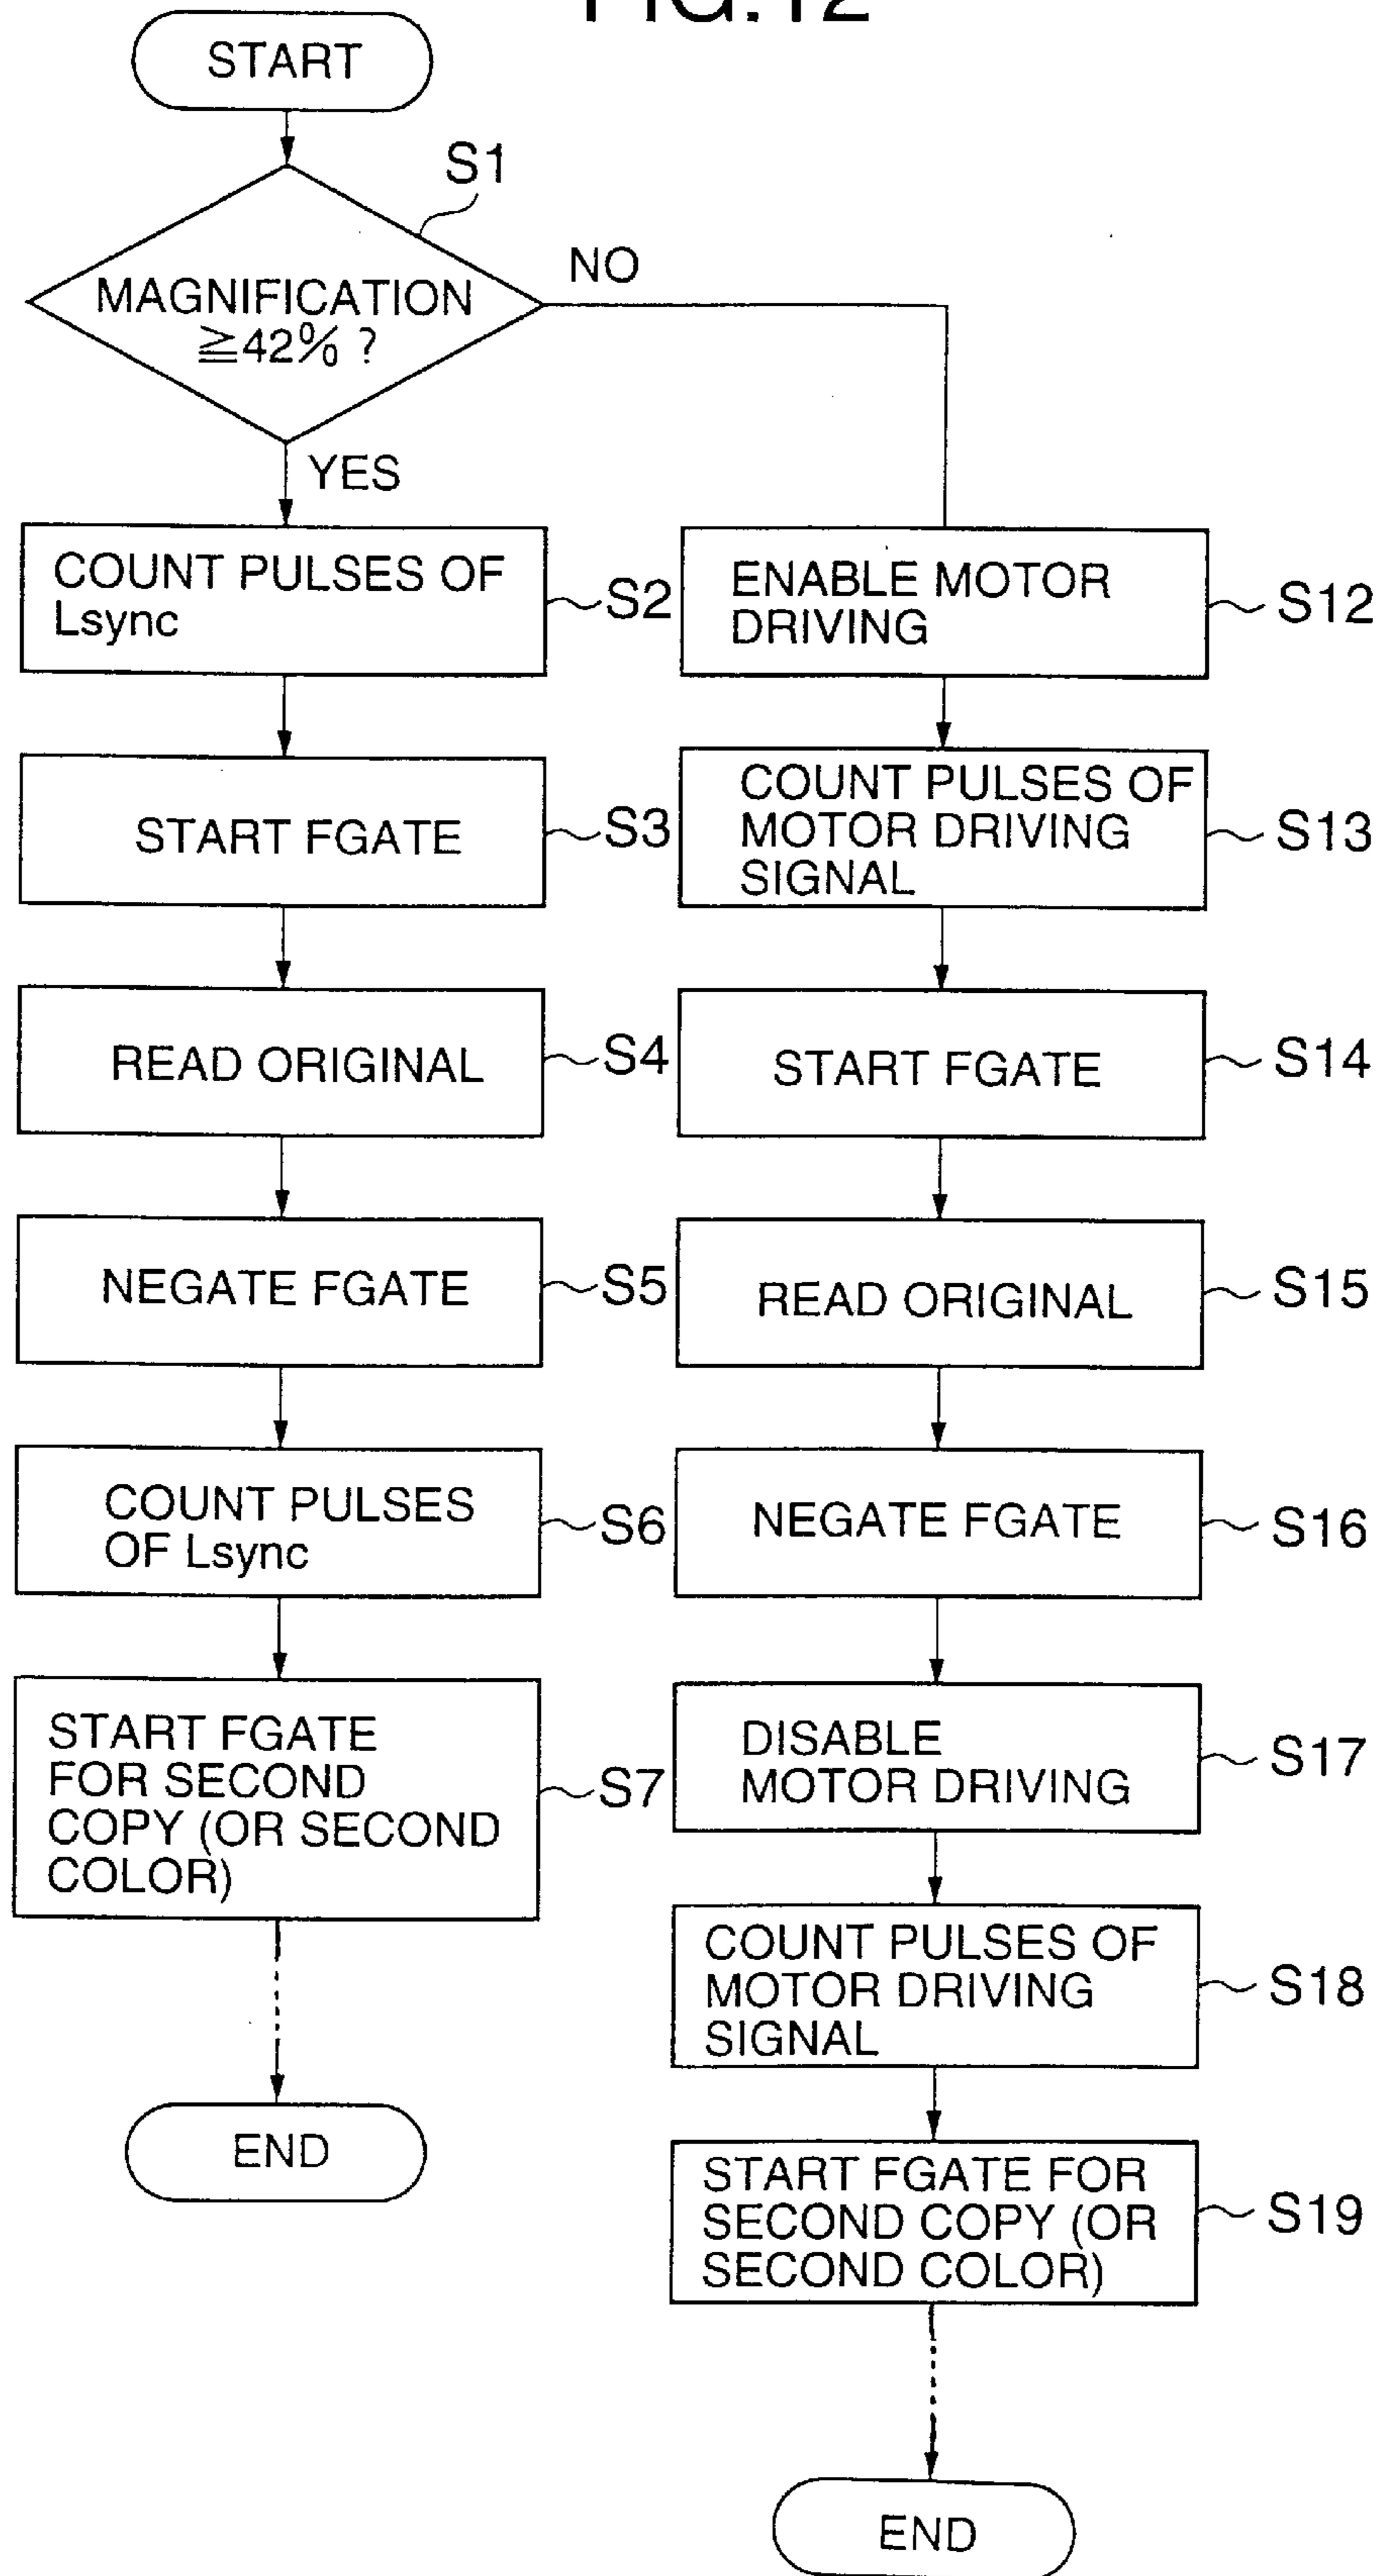 FIG.12
START
S1
NO
MAGNIFICATION
≧42% ?
YES
COUNT PULSES OF
Lsync
S2
START FGATE
S3
READ ORIGINAL
S4
NEGATE FGATE
S5
COUNT PULSES
OF Lsync
S6
START FGATE
FOR SECOND
COPY (OR SECOND
COLOR)
S7
END
ENABLE MOTOR
DRIVING
S12
COUNT PULSES OF
MOTOR DRIVING
SIGNAL
S13
START FGATE
S14
READ ORIGINAL
S15
NEGATE FGATE
S16
DISABLE
MOTOR DRIVING
S17
COUNT PULSES OF
MOTOR DRIVING
SIGNAL
S18
START FGATE FOR
SECOND COPY (OR
SECOND COLOR)
S19
END